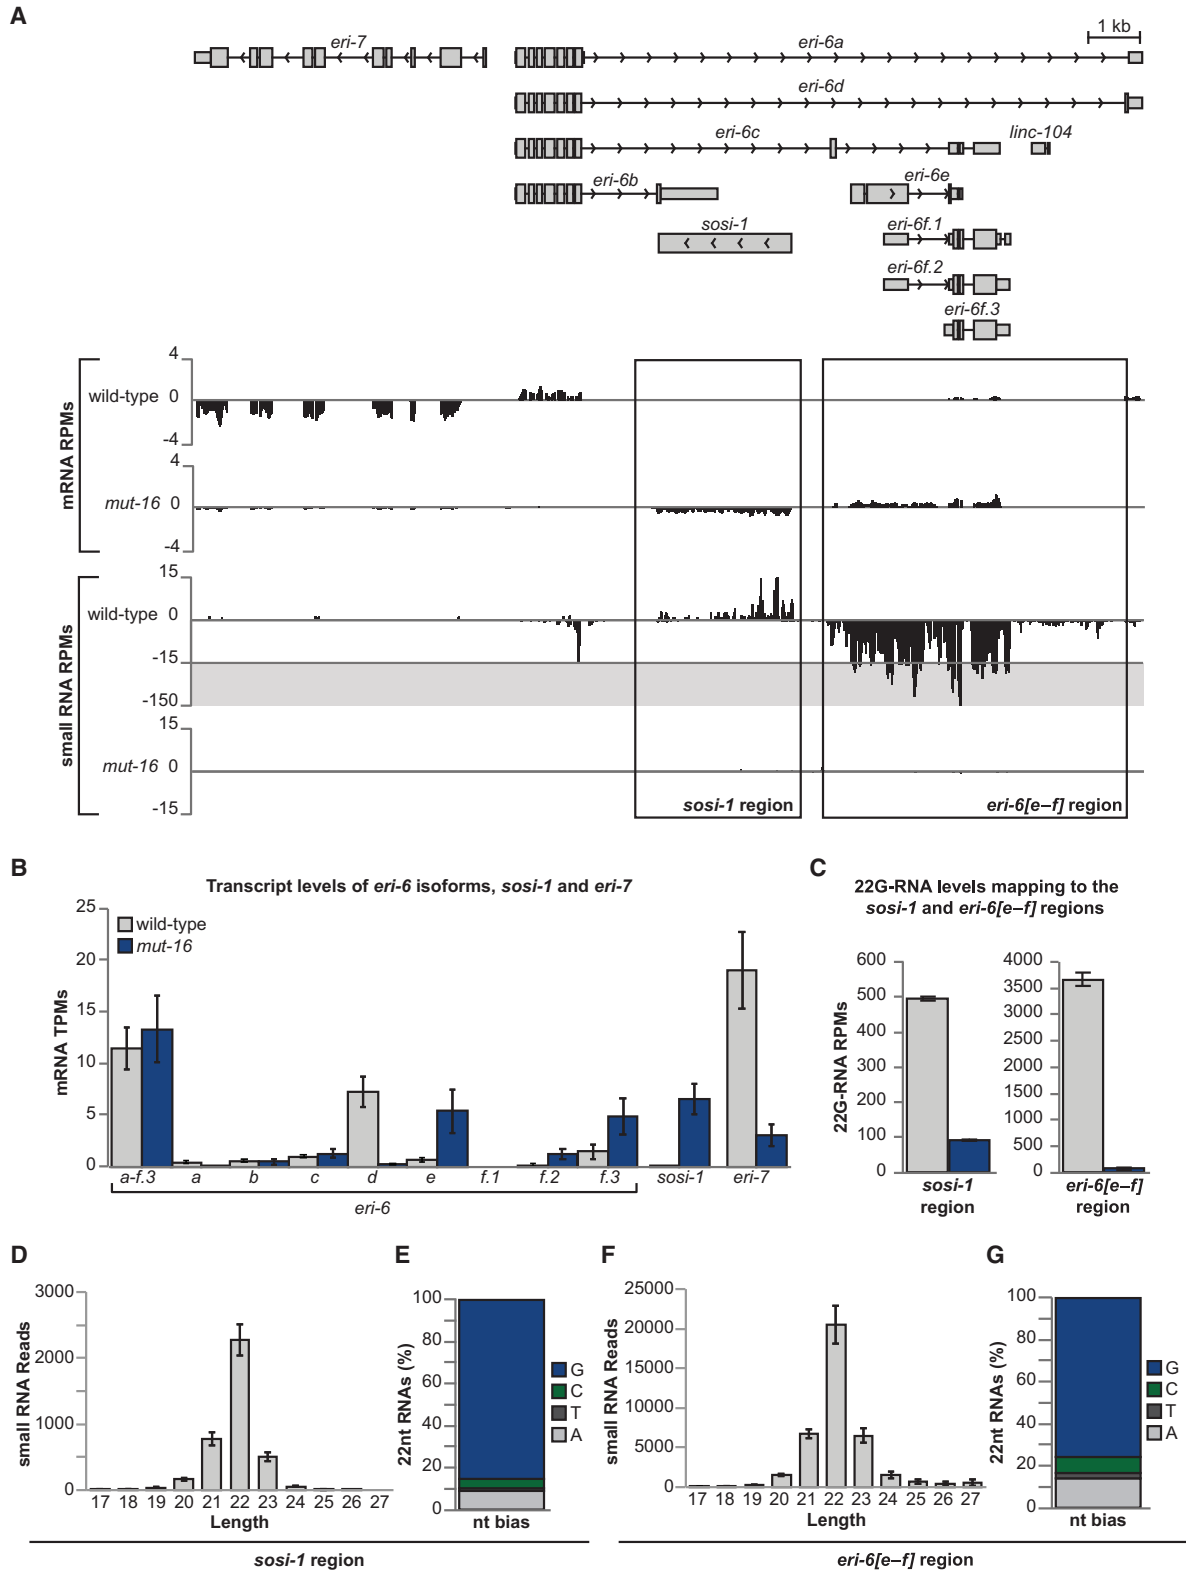 A
1 kb
eri-7
eri-6a
eri-6d
eri-6c
linc-104
eri-6b
eri-6e
sosi-1
eri-6f.1
eri-6f.2
eri-6f.3
mRNA RPMs
4
wild-type 0
-4
4
mut-16 0
-4
small RNA RPMs
15
wild-type 0
-15
-150
15
mut-16 0
-15
sosi-1 region
eri-6[e–f] region
B
Transcript levels of eri-6 isoforms, sosi-1 and eri-7
wild-type
mut-16
mRNA TPMs
25
20
15
10
5
0
a-f.3 a b c d e f.1 f.2 f.3 sosi-1 eri-7
eri-6
C
22G-RNA levels mapping to the
sosi-1 and eri-6[e–f] regions
22G-RNA RPMs
600
500
400
300
200
100
0
sosi-1
region
4000
3500
3000
2500
2000
1500
1000
500
0
eri-6[e–f]
region
D
small RNA Reads
3000
2000
1000
0
17 18 19 20 21 22 23 24 25 26 27
Length
E
22nt RNAs (%)
100
80
60
40
20
0
nt bias
G
C
T
A
sosi-1 region
F
small RNA Reads
25000
20000
15000
10000
5000
0
17 18 19 20 21 22 23 24 25 26 27
Length
G
22nt RNAs (%)
100
80
60
40
20
0
nt bias
G
C
T
A
eri-6[e–f] region